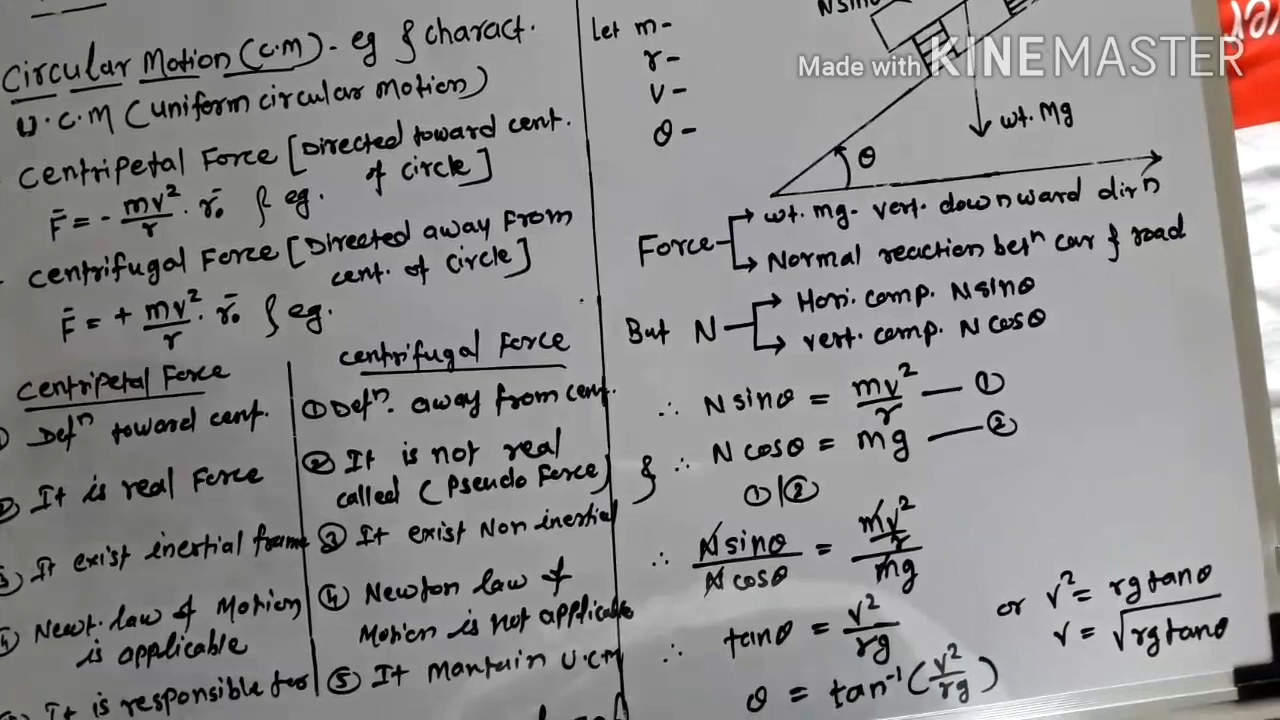 Circular Motion (C.M) - eg & charact.
U.C.M (uniform circular Motion)
Centripetal Force [Directed toward cent. of circle]
F̄ = - mv²/r . r̄₀ & eg.
Centrifugal Force [Directed away from cent. of circle]
F̄ = + mv²/r . r̄₀ & eg.
Centripetal Force
Defⁿ toward cent.
It is real Force
It exist inertial frame
Newt. law of Motion is applicable
It is responsible for
Centrifugal Force
① Defⁿ. away from cent.
② It is not real called (Pseudo Force)
③ It exist Non inertial
④ Newton law of Motion is not applicable
⑤ It mantain U.CM
Let m-
r-
v-
θ-
N sinθ
Made with KINEMASTER
wt. Mg
θ
Force
wt. mg. vert. downward dirⁿ
Normal reaction betⁿ car & road
But N
Hori. comp. N sinθ
vert. comp. N cosθ
∴ N sinθ = mv²/r — ①
& ∴ N cosθ = mg — ②
①/②
∴ N sinθ / N cosθ = (mv²/r) / mg
∴ tanθ = v²/rg
or v² = rg tanθ
v = √rg tanθ
θ = tan⁻¹ (v²/rg)